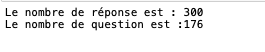 Le nombre de réponse est : 300
Le nombre de question est :176